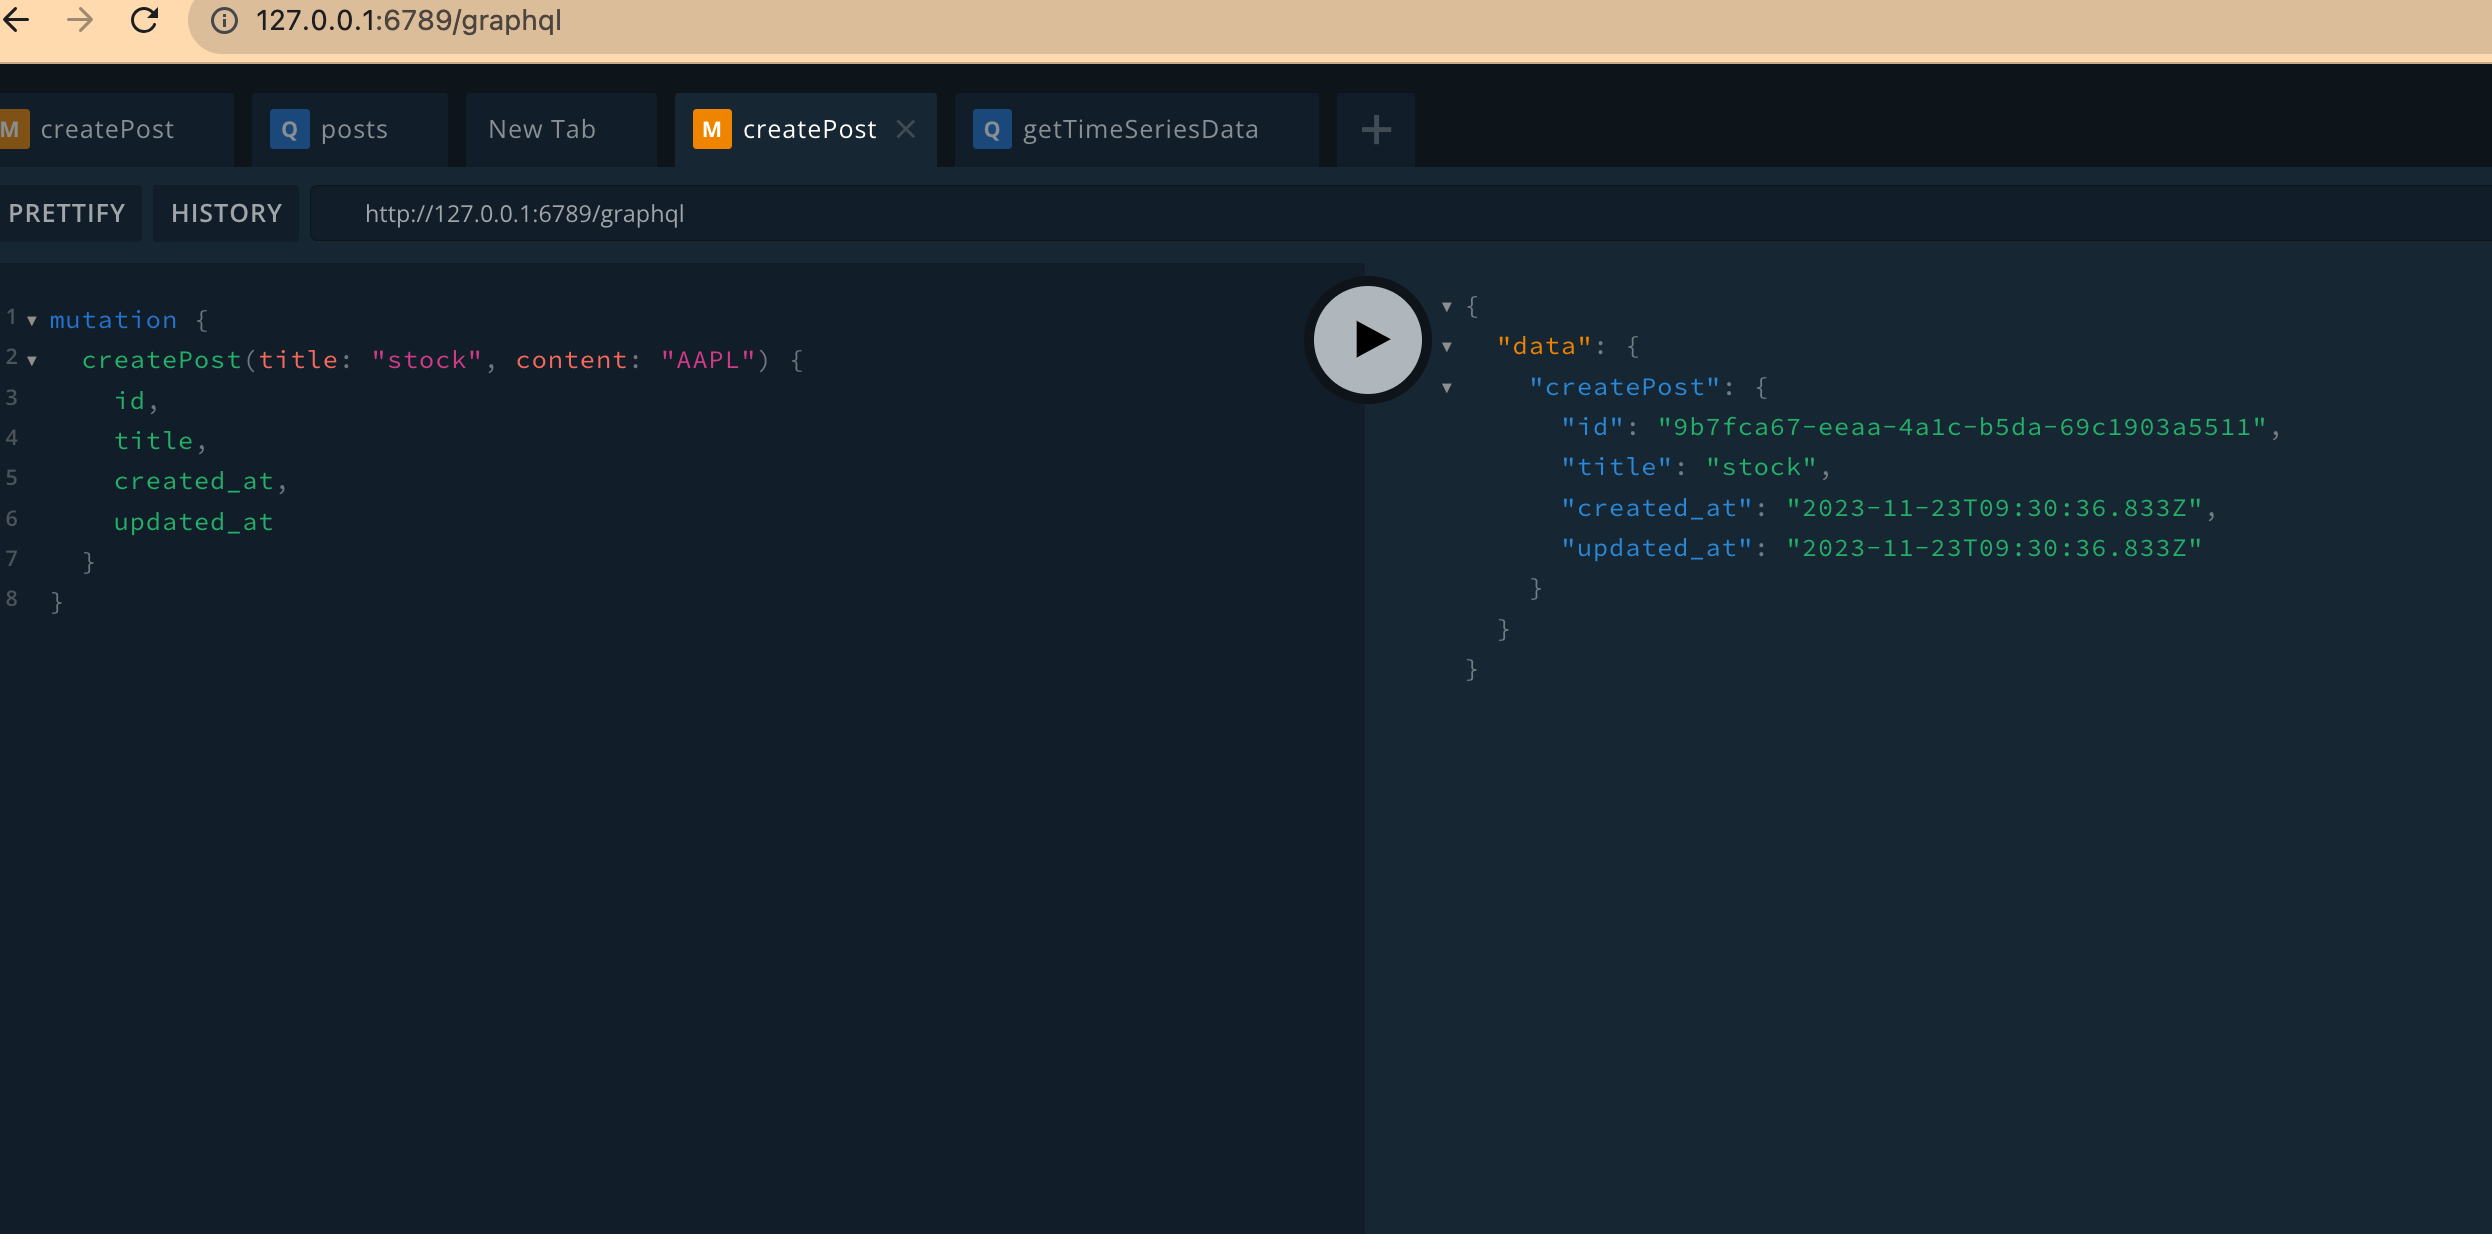 127.0.0.1:6789/graphql
M createPost Q posts New Tab M createPost Q getTimeSeriesData
PRETTIFY HISTORY http://127.0.0.1:6789/graphql
1 mutation {
2 createPost(title: "stock", content: "AAPL") {
3 id,
4 title,
5 created_at,
6 updated_at
7 }
8 }
{
"data": {
"createPost": {
"id": "9b7fca67-eeaa-4a1c-b5da-69c1903a5511",
"title": "stock",
"created_at": "2023-11-23T09:30:36.833Z",
"updated_at": "2023-11-23T09:30:36.833Z"
}
}
}